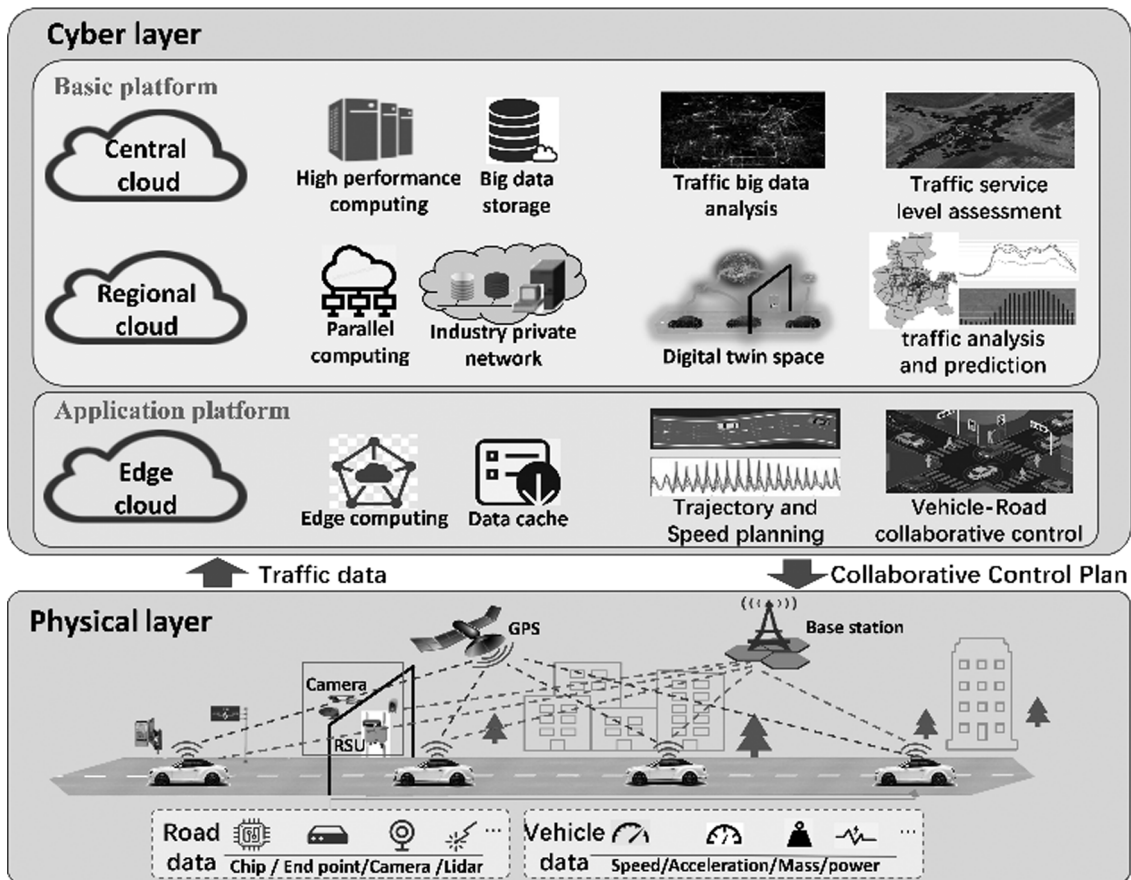 Cyber layer
Basic platform
Central
cloud
High performance
computing
Big data
storage
Traffic big data
analysis
Traffic service
level assessment
Regional
cloud
Parallel
computing
Industry private
network
Digital twin space
traffic analysis
and prediction
Application platform
Edge
cloud
Edge computing
Data cache
Trajectory and
Speed planning
Vehicle-Road
collaborative control
Traffic data
Collaborative Control Plan
Physical layer
GPS
Base station
Camera
RSU
Road
data
Chip / End point/Camera /Lidar
...
Vehicle
data
Speed/Acceleration/Mass/power
...